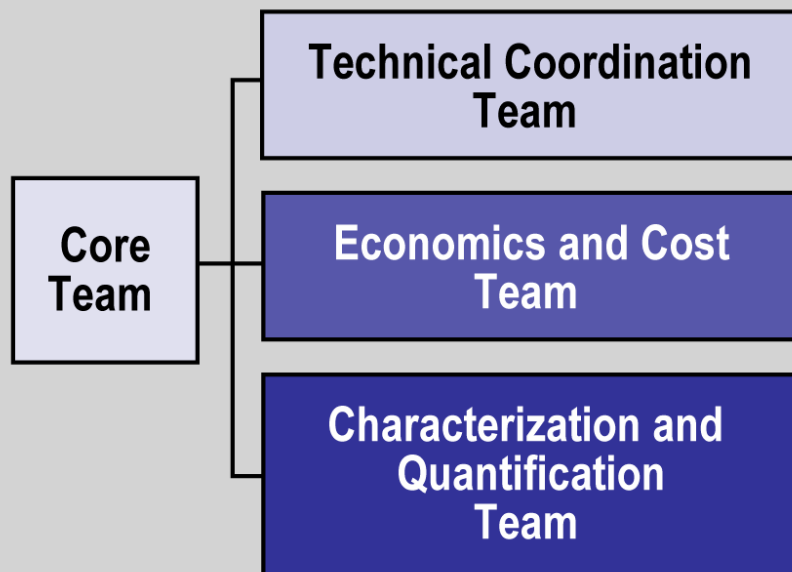 Technical Coordination
Team
Core
Team
Economics and Cost
Team
Characterization and
Quantification
Team